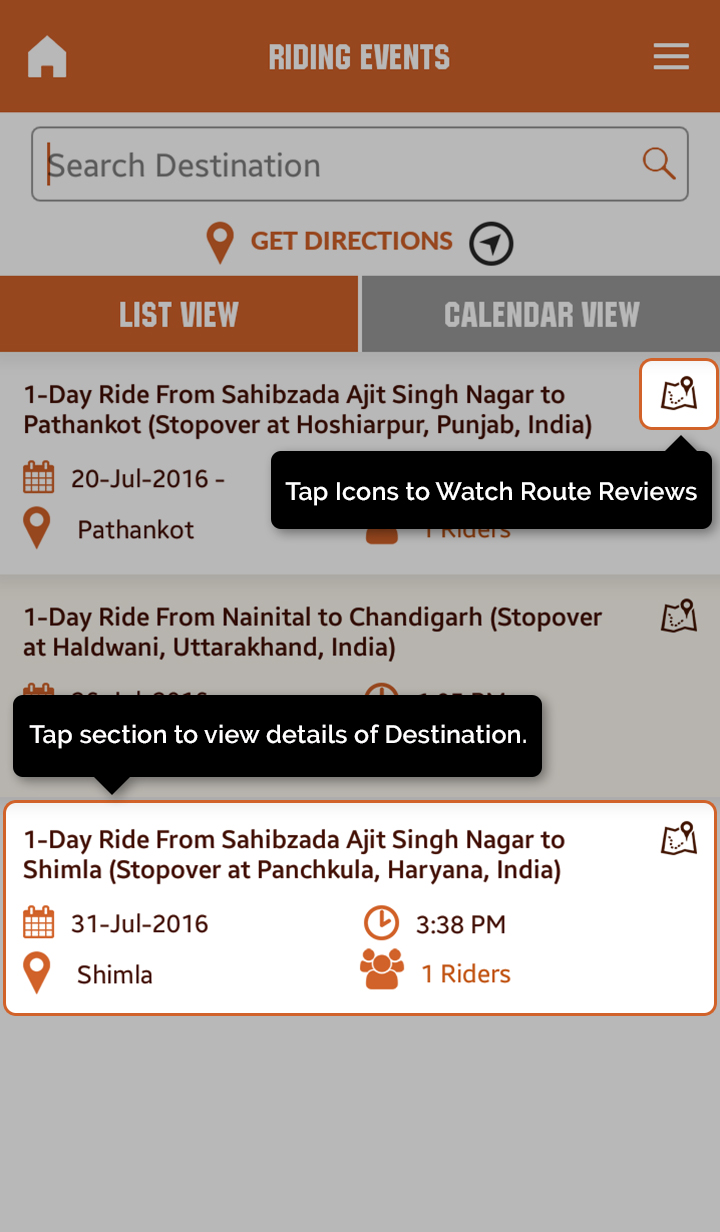 RIDING EVENTS
Search Destination
GET DIRECTIONS
LIST VIEW
CALENDAR VIEW
1-Day Ride From Sahibzada Ajit Singh Nagar to
Pathankot (Stopover at Hoshiarpur, Punjab, India)
20-Jul-2016 -
Tap Icons to Watch Route Reviews
Pathankot
1 Riders
1-Day Ride From Nainital to Chandigarh (Stopover
at Haldwani, Uttarakhand, India)
Tap section to view details of Destination.
1-Day Ride From Sahibzada Ajit Singh Nagar to
Shimla (Stopover at Panchkula, Haryana, India)
31-Jul-2016
3:38 PM
Shimla
1 Riders